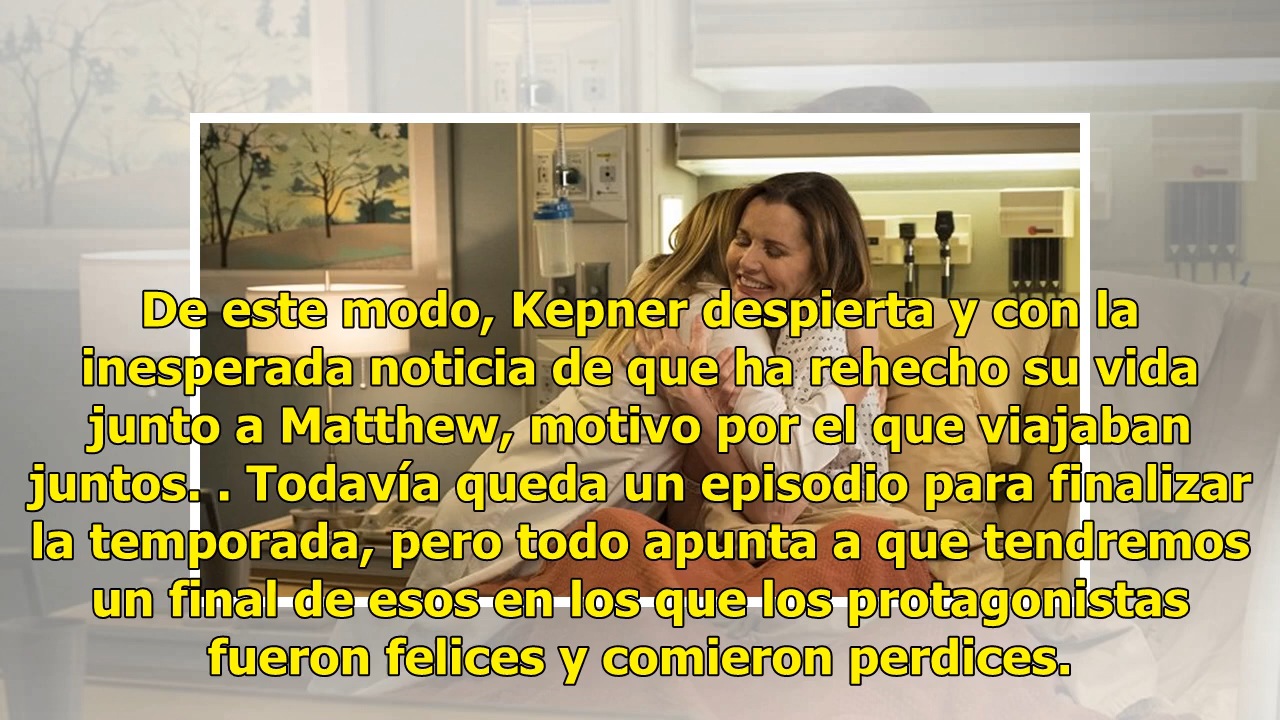 De este modo, Kepner despierta y con la
inesperada noticia de que ha rehecho su vida
junto a Matthew, motivo por el que viajaban
juntos. . Todavía queda un episodio para finalizar
la temporada, pero todo apunta a que tendremos
un final de esos en los que los protagonistas
fueron felices y comieron perdices.